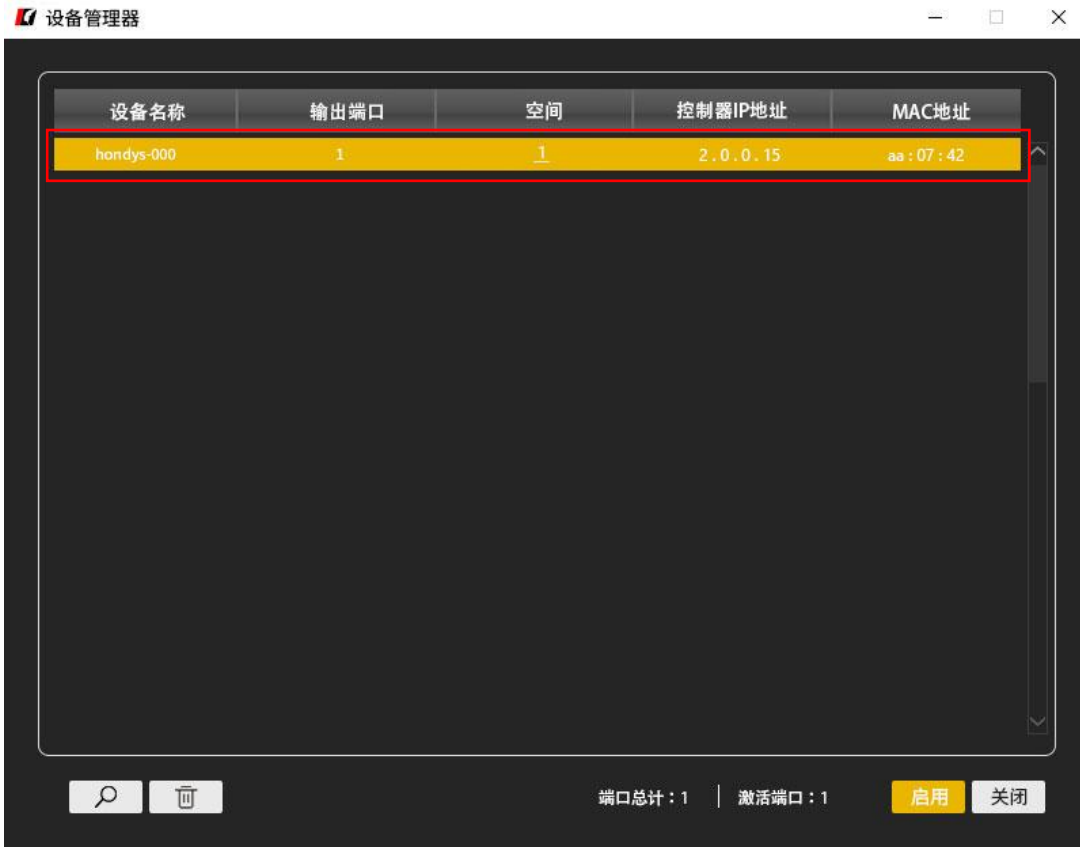 设备管理器
设备名称 输出端口 空间 控制器IP地址 MAC地址
hondys-000 1 1 2.0.0.15 aa:07:42
端口总计：1 | 激活端口：1 启用 关闭